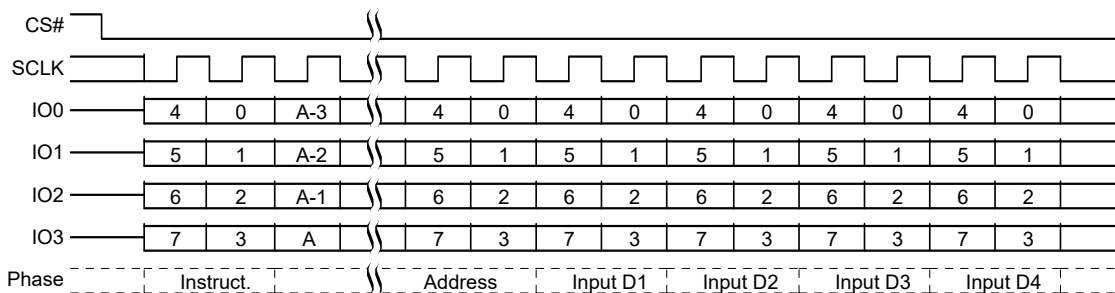 CS#
SCLK
IO0 4 0 A-3 4 0 4 0 4 0 4 0 4 0
IO1 5 1 A-2 5 1 5 1 5 1 5 1 5 1
IO2 6 2 A-1 6 2 6 2 6 2 6 2 6 2
IO3 7 3 A 7 3 7 3 7 3 7 3 7 3
Phase Instruct. Address Input D1 Input D2 Input D3 Input D4